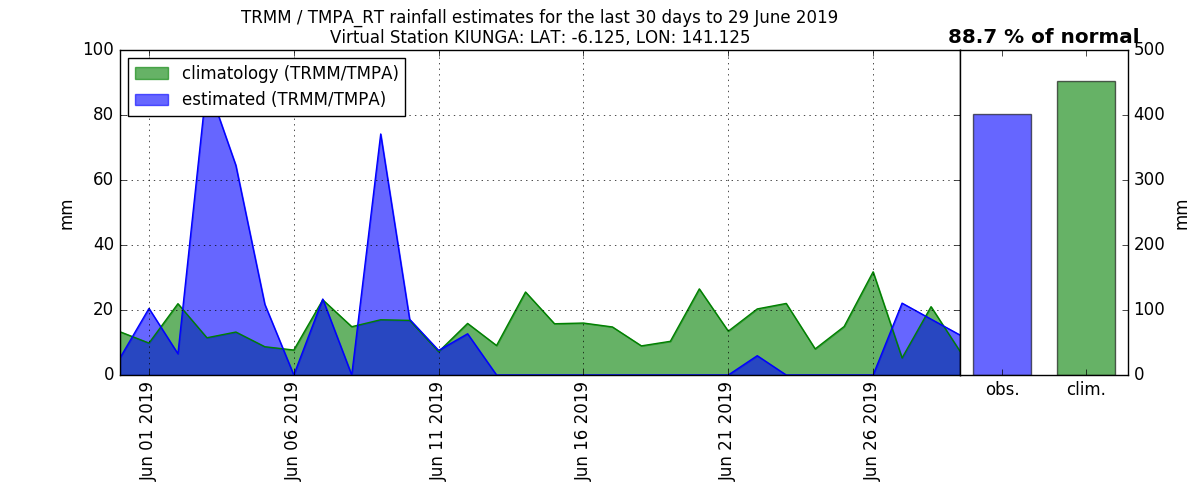 TRMM / TMPA_RT rainfall estimates for the last 30 days to 29 June 2019
Virtual Station KIUNGA: LAT: -6.125, LON: 141.125
88.7 % of normal
climatology (TRMM/TMPA)
estimated (TRMM/TMPA)
100
80
60
40
20
0
mm
Jun 01 2019
Jun 06 2019
Jun 11 2019
Jun 16 2019
Jun 21 2019
Jun 26 2019
500
400
300
200
100
0
mm
obs.
clim.